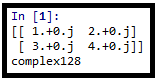 In [1]:
[[ 1.+0.j  2.+0.j]
 [ 3.+0.j  4.+0.j]]
complex128